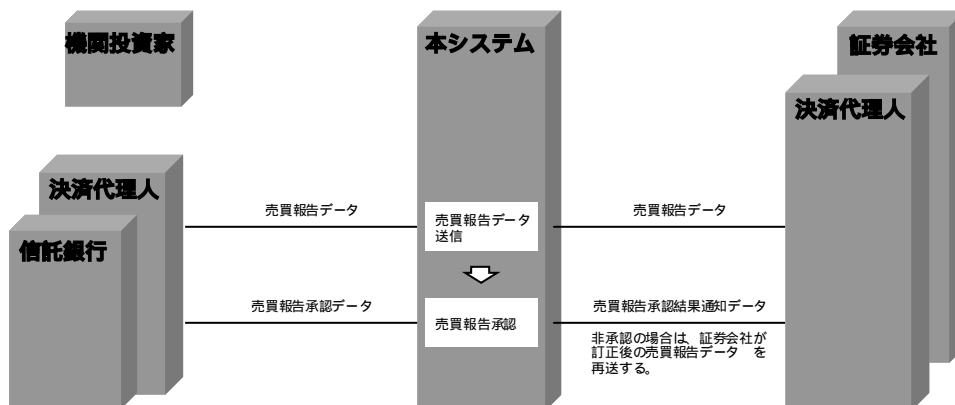 機関投資家
本システム
証券会社
決済代理人
決済代理人
信託銀行
売買報告データ
売買報告データ
送信
売買報告データ
売買報告承認データ
売買報告承認
売買報告承認結果通知データ
非承認の場合は、証券会社が
訂正後の売買報告データ を
再送する。